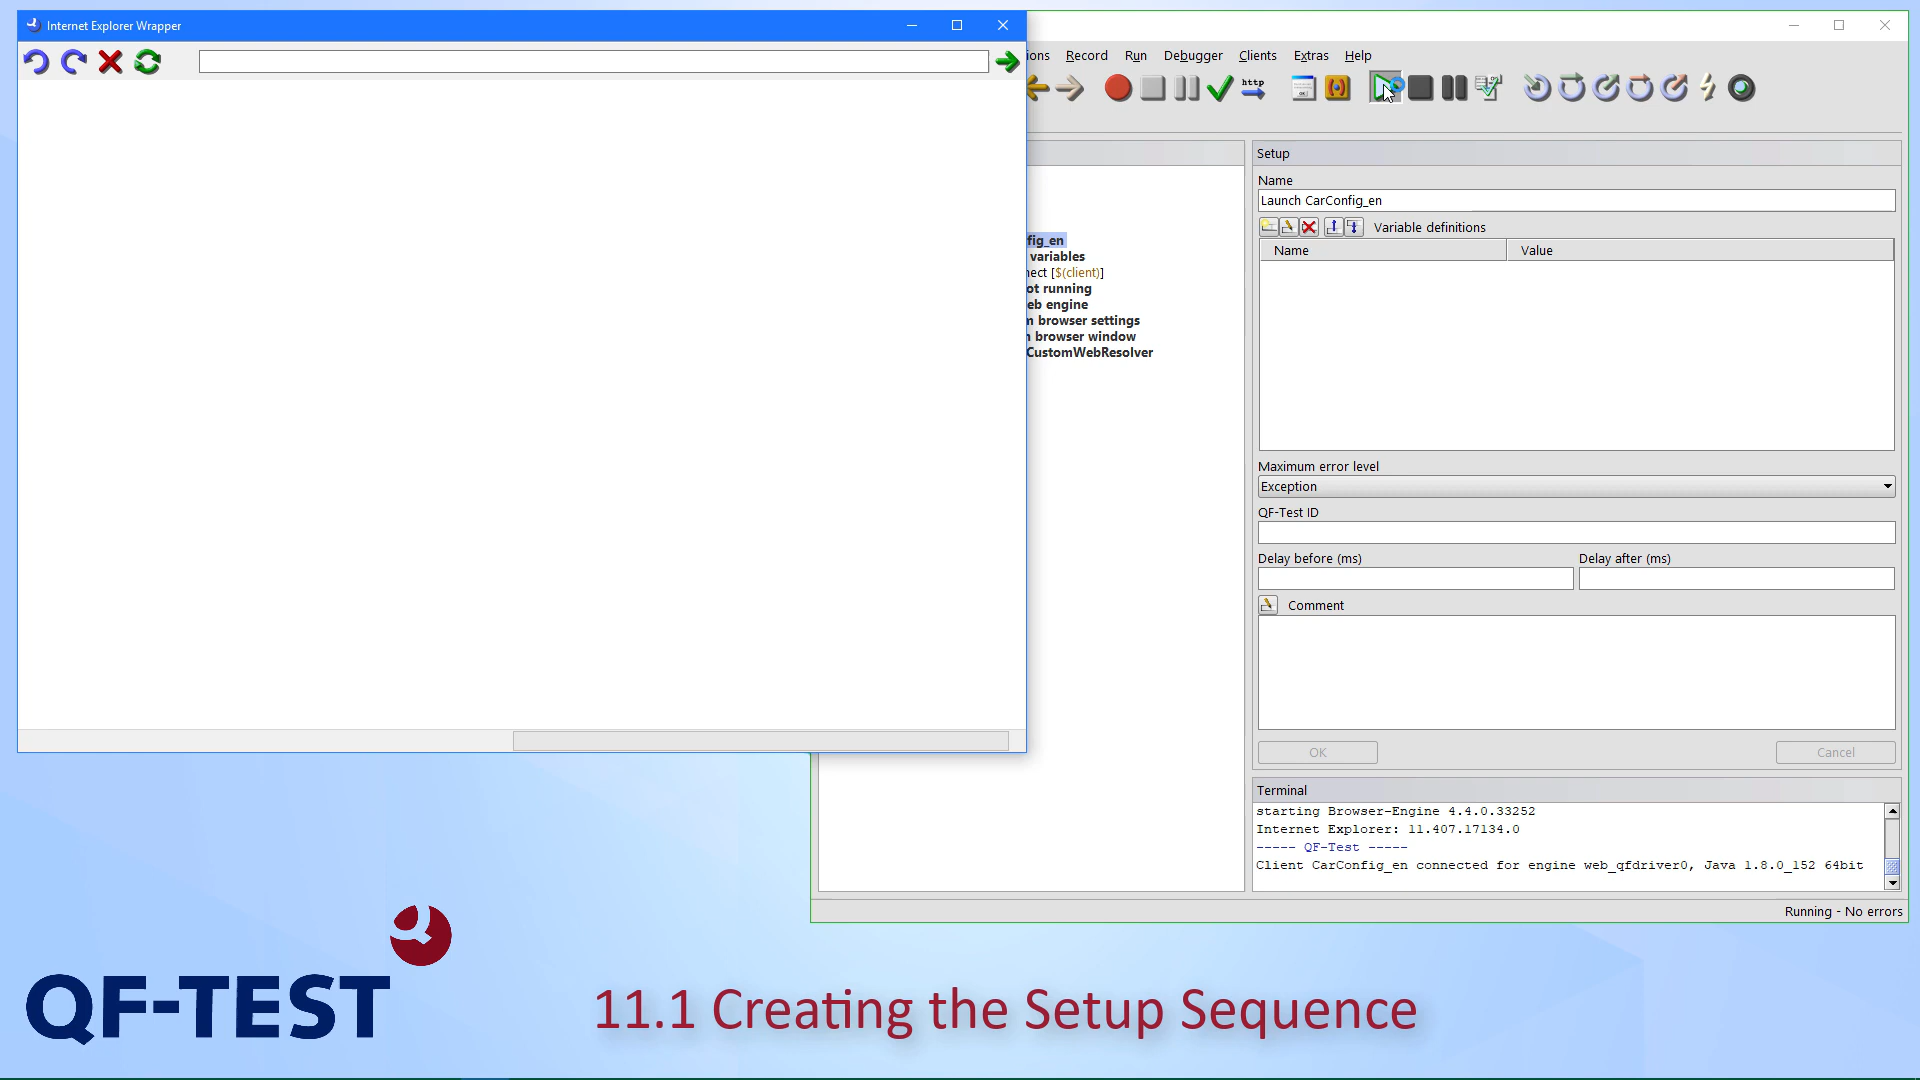 Internet Explorer Wrapper
ions Record Run Debugger Clients Extras Help
http
Setup
Name
Launch CarConfig_en
Variable definitions
Name Value
fig_en
variables
nect [$(client)]
ot running
eb engine
n browser settings
n browser window
CustomWebResolver
Maximum error level
Exception
QF-Test ID
Delay before (ms) Delay after (ms)
Comment
OK Cancel
Terminal
starting Browser-Engine 4.4.0.33252
Internet Explorer: 11.407.17134.0
----- QF-Test -----
Client CarConfig_en connected for engine web_qfdriver0, Java 1.8.0_152 64bit
Running - No errors
QF-TEST
11.1 Creating the Setup Sequence